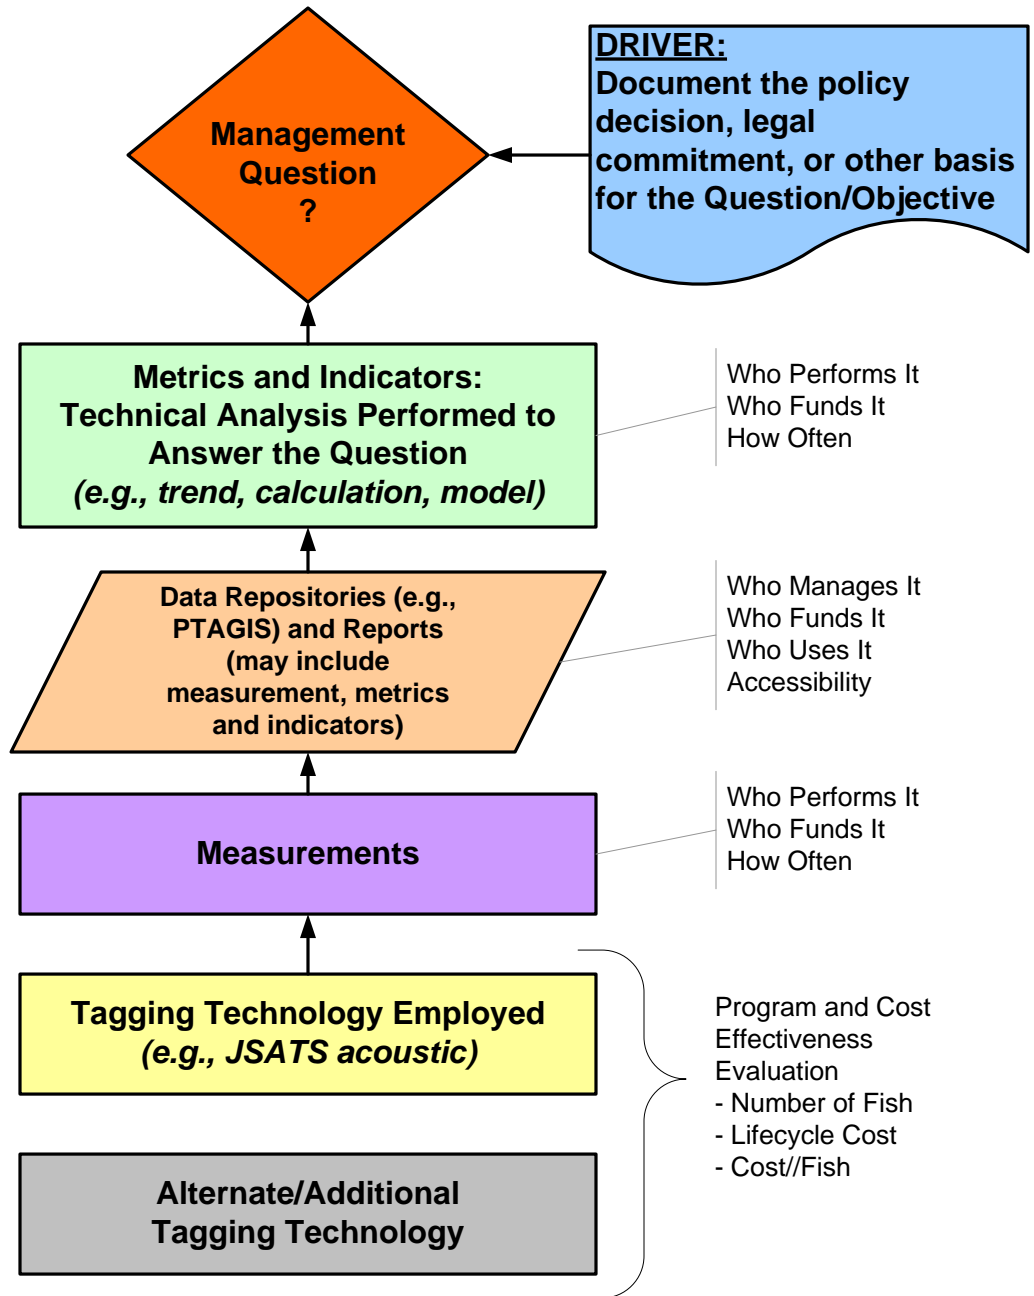 Management
Question
?
DRIVER:
Document the policy
decision, legal
commitment, or other basis
for the Question/Objective
Metrics and Indicators:
Technical Analysis Performed to
Answer the Question
(e.g., trend, calculation, model)
Who Performs It
Who Funds It
How Often
Data Repositories (e.g.,
PTAGIS) and Reports
(may include
measurement, metrics
and indicators)
Who Manages It
Who Funds It
Who Uses It
Accessibility
Measurements
Who Performs It
Who Funds It
How Often
Tagging Technology Employed
(e.g., JSATS acoustic)
Program and Cost
Effectiveness
Evaluation
- Number of Fish
- Lifecycle Cost
- Cost//Fish
Alternate/Additional
Tagging Technology